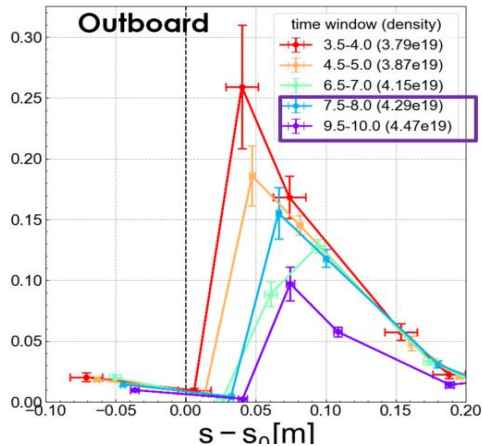 Outboard
time window (density)
3.5-4.0 (3.79e19)
4.5-5.0 (3.87e19)
6.5-7.0 (4.15e19)
7.5-8.0 (4.29e19)
9.5-10.0 (4.47e19)
0.30
0.25
0.20
0.15
0.10
0.05
0.00
-0.10 -0.05 0.00 0.05 0.10 0.15 0.20
s − s₀[m]